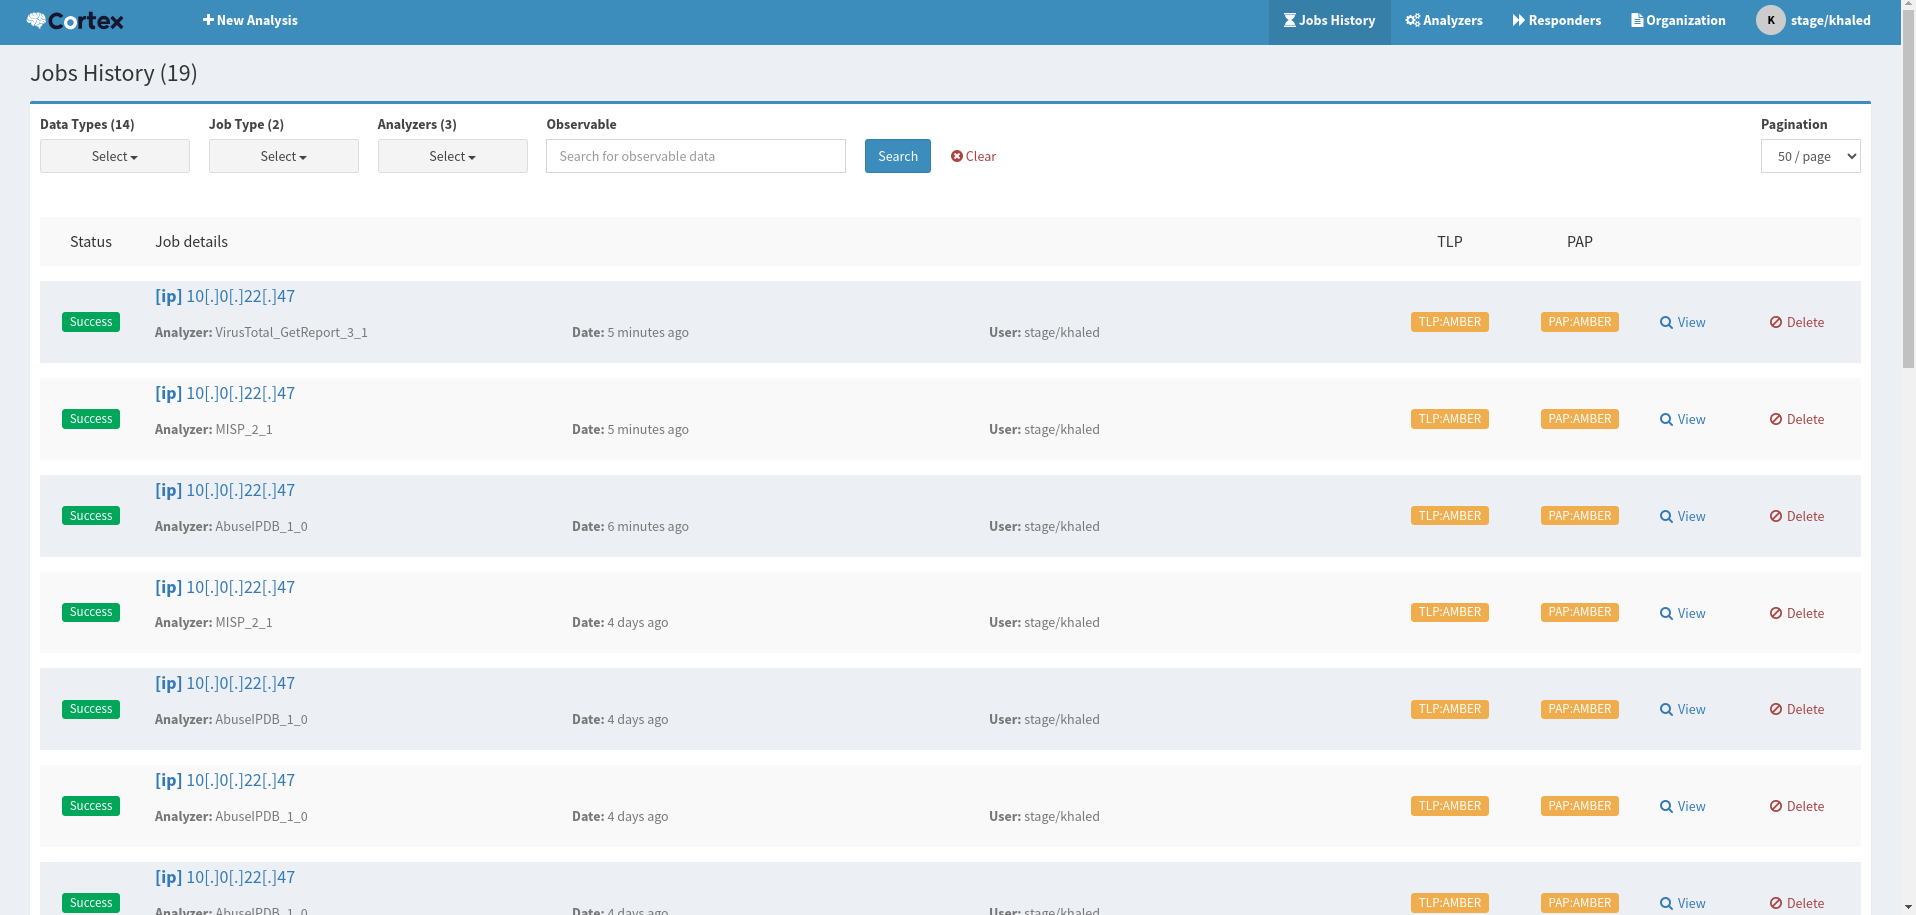 Cortex
New Analysis
Jobs History
Analyzers
Responders
Organization
K
stage/khaled
Jobs History (19)
Data Types (14)
Job Type (2)
Analyzers (3)
Observable
Pagination
Select
Select
Select
Search for observable data
Search
Clear
50 / page
Status
Job details
TLP
PAP
[ip] 10[.]0[.]22[.]47
Success
Analyzer: VirusTotal_GetReport_3_1
Date: 5 minutes ago
User: stage/khaled
TLP:AMBER
PAP:AMBER
View
Delete
[ip] 10[.]0[.]22[.]47
Success
Analyzer: MISP_2_1
Date: 5 minutes ago
User: stage/khaled
TLP:AMBER
PAP:AMBER
View
Delete
[ip] 10[.]0[.]22[.]47
Success
Analyzer: AbuseIPDB_1_0
Date: 6 minutes ago
User: stage/khaled
TLP:AMBER
PAP:AMBER
View
Delete
[ip] 10[.]0[.]22[.]47
Success
Analyzer: MISP_2_1
Date: 4 days ago
User: stage/khaled
TLP:AMBER
PAP:AMBER
View
Delete
[ip] 10[.]0[.]22[.]47
Success
Analyzer: AbuseIPDB_1_0
Date: 4 days ago
User: stage/khaled
TLP:AMBER
PAP:AMBER
View
Delete
[ip] 10[.]0[.]22[.]47
Success
Analyzer: AbuseIPDB_1_0
Date: 4 days ago
User: stage/khaled
TLP:AMBER
PAP:AMBER
View
Delete
[ip] 10[.]0[.]22[.]47
Success
Analyzer: AbuseIPDB_1_0
Date: 4 days ago
User: stage/khaled
TLP:AMBER
PAP:AMBER
View
Delete